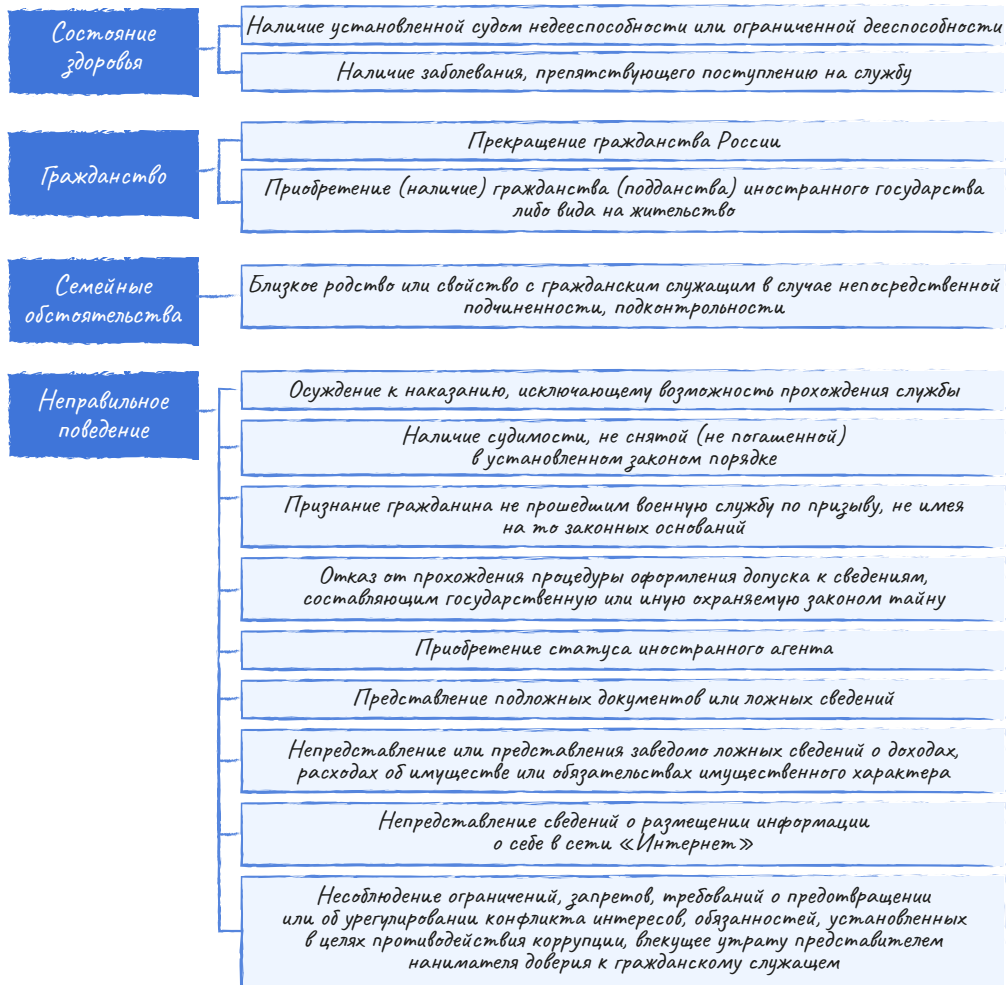 Состояние
здоровья
Наличие установленной судом недееспособности или ограниченной дееспособности
Наличие заболевания, препятствующего поступлению на службу
Гражданство
Прекращение гражданства России
Приобретение (наличие) гражданства (подданства) иностранного государства
либо вида на жительство
Семейные
обстоятельства
Близкое родство или свойство с гражданским служащим в случае непосредственной
подчиненности, подконтрольности
Неправильное
поведение
Осуждение к наказанию, исключающему возможность прохождения службы
Наличие судимости, не снятой (не погашенной)
в установленном законом порядке
Признание гражданина не прошедшим военную службу по призыву, не имея
на то законных оснований
Отказ от прохождения процедуры оформления допуска к сведениям,
составляющим государственную или иную охраняемую законом тайну
Приобретение статуса иностранного агента
Представление подложных документов или ложных сведений
Непредставление или представления заведомо ложных сведений о доходах,
расходах об имуществе или обязательствах имущественного характера
Непредставление сведений о размещении информации
о себе в сети «Интернет»
Несоблюдение ограничений, запретов, требований о предотвращении
или об урегулировании конфликта интересов, обязанностей, установленных
в целях противодействия коррупции, влекущее утрату представителем
нанимателя доверия к гражданскому служащем